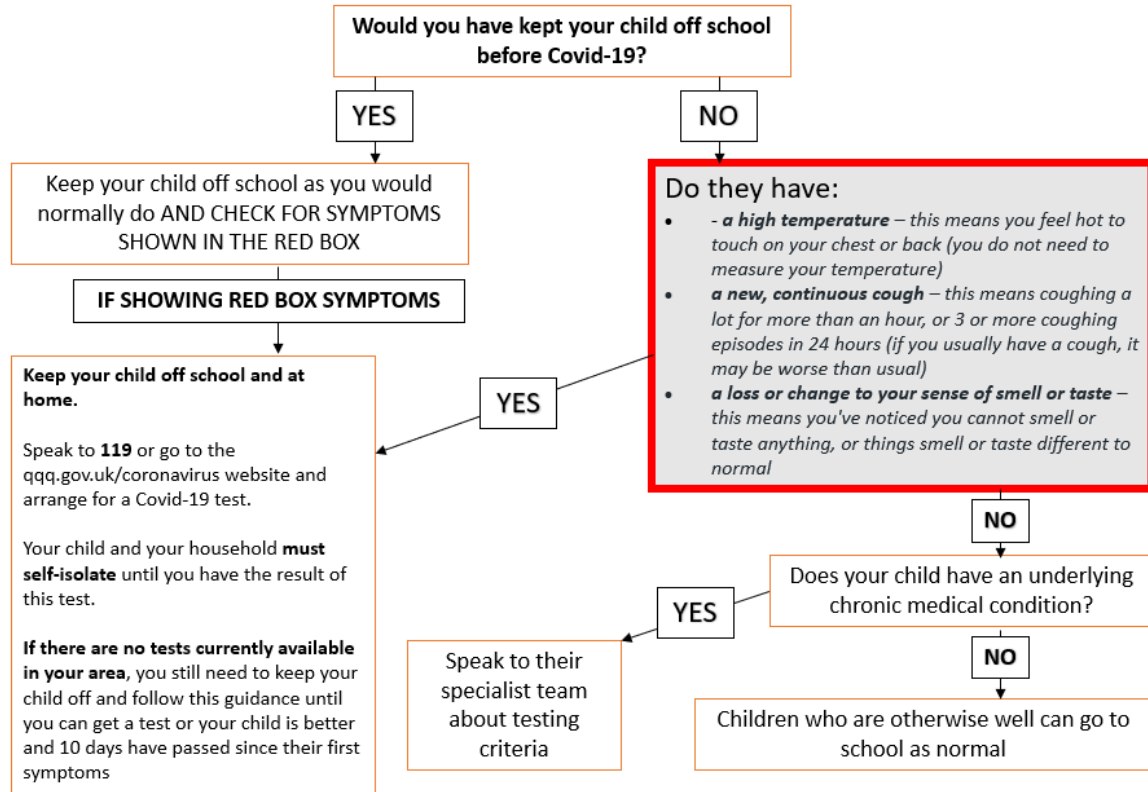 Would you have kept your child off school
before Covid-19?
YES
NO
Keep your child off school as you would
normally do AND CHECK FOR SYMPTOMS
SHOWN IN THE RED BOX
IF SHOWING RED BOX SYMPTOMS
Do they have:
• - a high temperature – this means you feel hot to
touch on your chest or back (you do not need to
measure your temperature)
• a new, continuous cough – this means coughing a
lot for more than an hour, or 3 or more coughing
episodes in 24 hours (if you usually have a cough, it
may be worse than usual)
• a loss or change to your sense of smell or taste –
this means you've noticed you cannot smell or
taste anything, or things smell or taste different to
normal
YES
Keep your child off school and at
home.
Speak to 119 or go to the
qqq.gov.uk/coronavirus website and
arrange for a Covid-19 test.
Your child and your household must
self-isolate until you have the result of
this test.
If there are no tests currently available
in your area, you still need to keep your
child off and follow this guidance until
you can get a test or your child is better
and 10 days have passed since their first
symptoms
NO
Does your child have an underlying
chronic medical condition?
YES
Speak to their
specialist team
about testing
criteria
NO
Children who are otherwise well can go to
school as normal